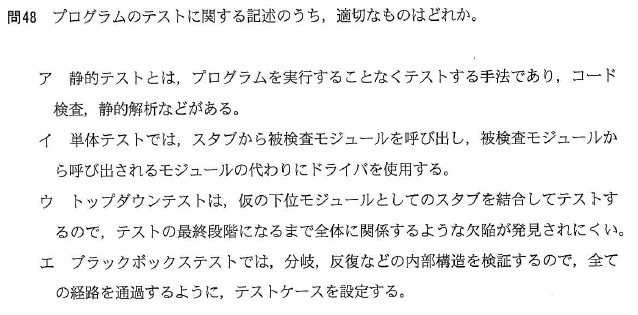 問48 プログラムのテストに関する記述のうち，適切なものはどれか。
ア 静的テストとは，プログラムを実行することなくテストする手法であり，コード
検査，静的解析などがある。
イ 単体テストでは，スタブから被検査モジュールを呼び出し，被検査モジュールか
ら呼び出されるモジュールの代わりにドライバを使用する。
ウ トップダウンテストは，仮の下位モジュールとしてのスタブを結合してテストす
るので，テストの最終段階になるまで全体に関係するような欠陥が発見されにくい。
エ ブラックボックステストでは，分岐，反復などの内部構造を検証するので，全て
の経路を通過するように，テストケースを設定する。